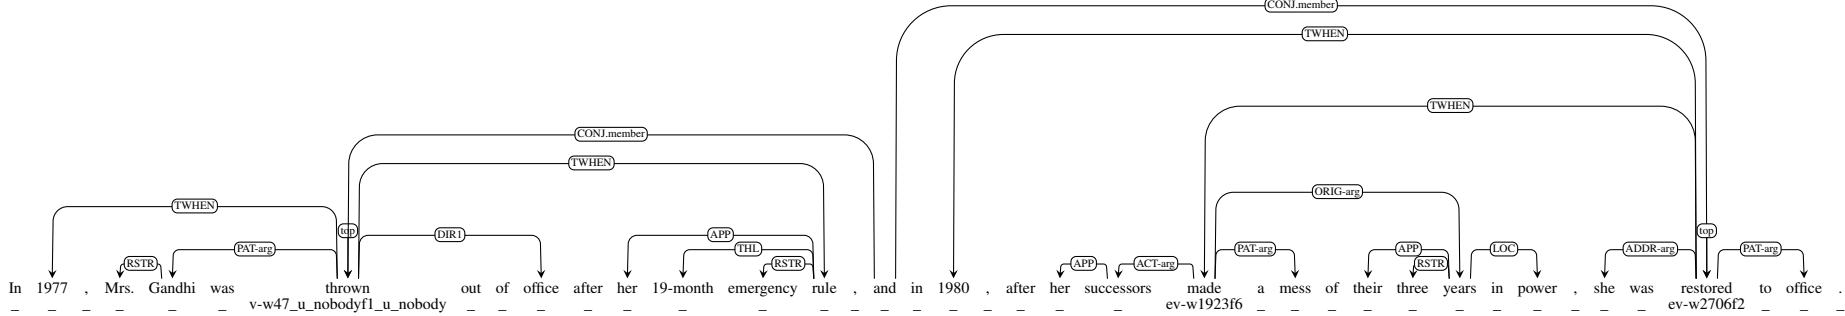 CONJ.member
TWHEN
TWHEN
CONJ.member
TWHEN
ORIG-arg
TWHEN
top
DIR1
top
PAT-arg
APP
THL
PAT-arg
APP
LOC
ADDR-arg
PAT-arg
RSTR
RSTR
APP
ACT-arg
RSTR
In 1977 , Mrs. Gandhi was thrown out of office after her 19-month emergency rule , and in 1980 , after her successors made a mess of their three years in power , she was restored to office .
_ _ _ _ _ _ v-w47_u_nobodyf1_u_nobody _ _ _ _ _ _ _ _ _ _ _ _ _ _ _ _ ev-w1923f6 _ _ _ _ _ _ _ _ _ _ _ ev-w2706f2 _ _ _